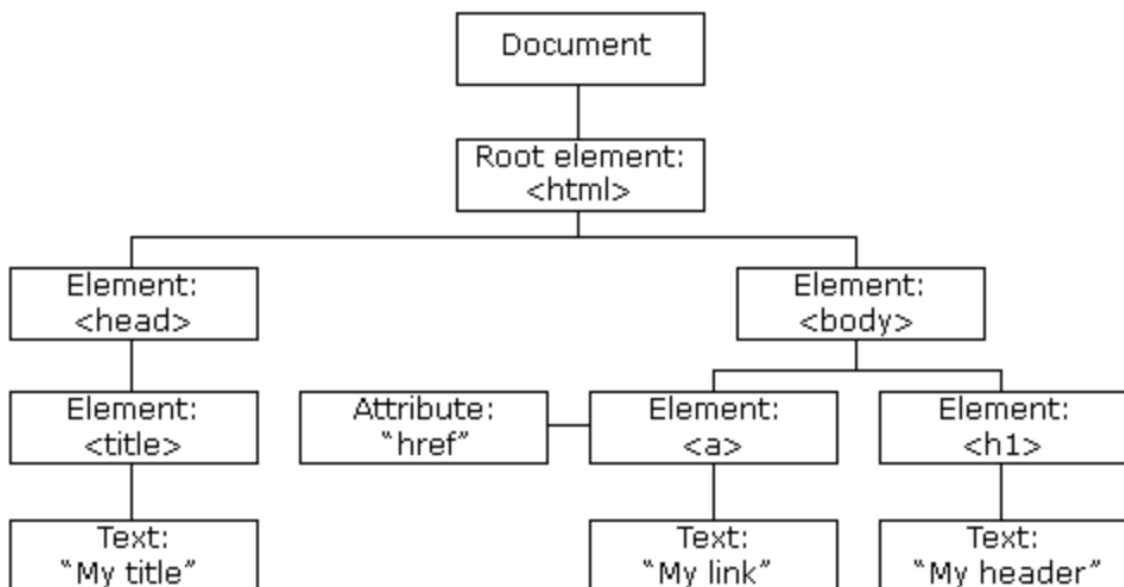 Document
Root element:
<html>
Element:
<head>
Element:
<body>
Element:
<title>
Attribute:
“href”
Element:
<a>
Element:
<h1>
Text:
“My title”
Text:
“My link”
Text:
“My header”